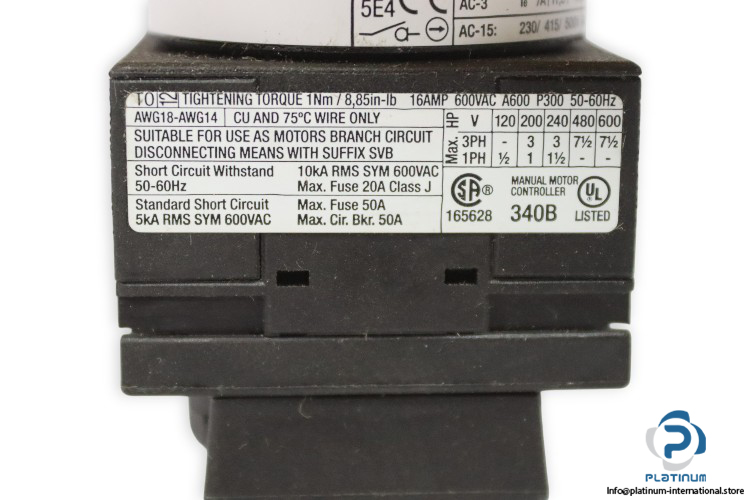 5E4
AC-3 Ie
AC-15: 230/ 415/ 500
12 TIGHTENING TORQUE 1Nm / 8,85in-lb 16AMP 600VAC A600 P300 50-60Hz
AWG18-AWG14 CU AND 75°C WIRE ONLY
SUITABLE FOR USE AS MOTORS BRANCH CIRCUIT
DISCONNECTING MEANS WITH SUFFIX SVB
HP V 120 200 240 480 600
Max. 3PH - 3 3 7½ 7½
1PH ½ 1 1½ - -
Short Circuit Withstand 10kA RMS SYM 600VAC
50-60Hz Max. Fuse 20A Class J
Standard Short Circuit Max. Fuse 50A
5kA RMS SYM 600VAC Max. Cir. Bkr. 50A
SA ® MANUAL MOTOR UL
CONTROLLER
165628 340B LISTED
PLATINUM
Info@platinum-international.store